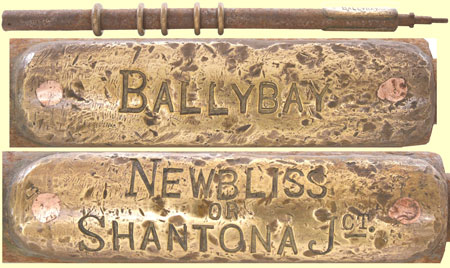 BALLYBAY
NEWBLISS
OR
SHANTONA JCT.